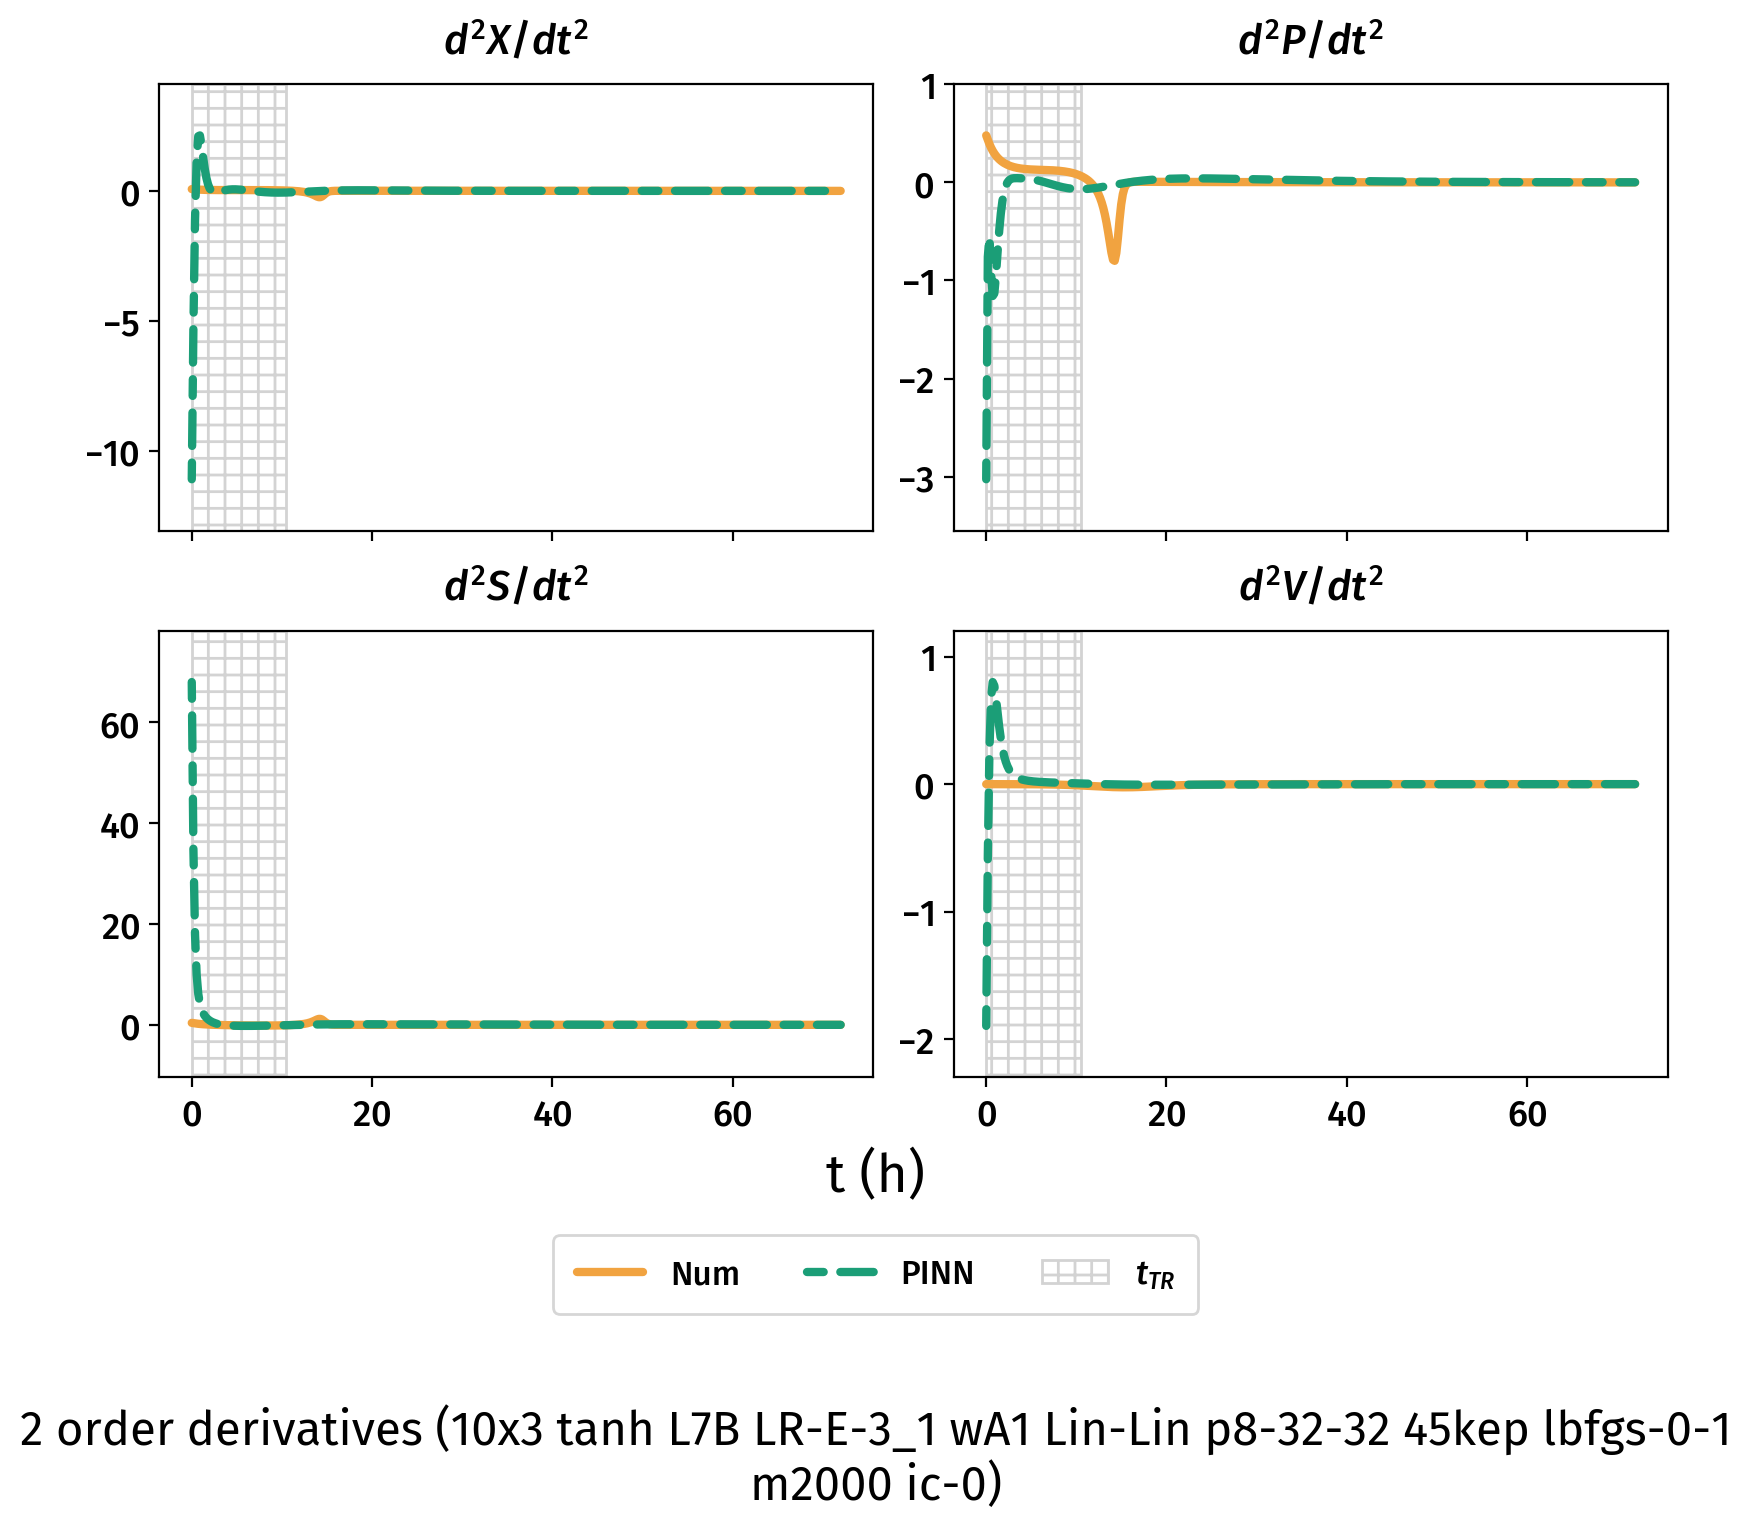 d²X/dt²
d²P/dt²
0
−5
−10
1
0
−1
−2
−3
d²S/dt²
d²V/dt²
60
40
20
0
1
0
−1
−2
0 20 40 60
0 20 40 60
t (h)
Num PINN t_TR
2 order derivatives (10x3 tanh L7B LR-E-3_1 wA1 Lin-Lin p8-32-32 45kep lbfgs-0-1
m2000 ic-0)